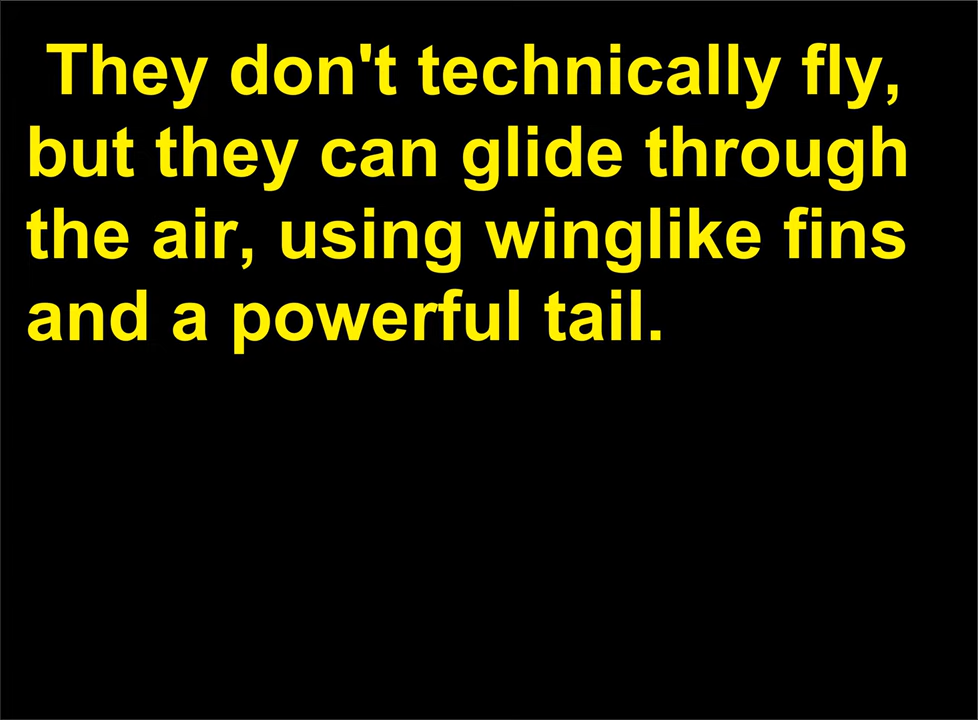 They don't technically fly,
but they can glide through
the air, using winglike fins
and a powerful tail.